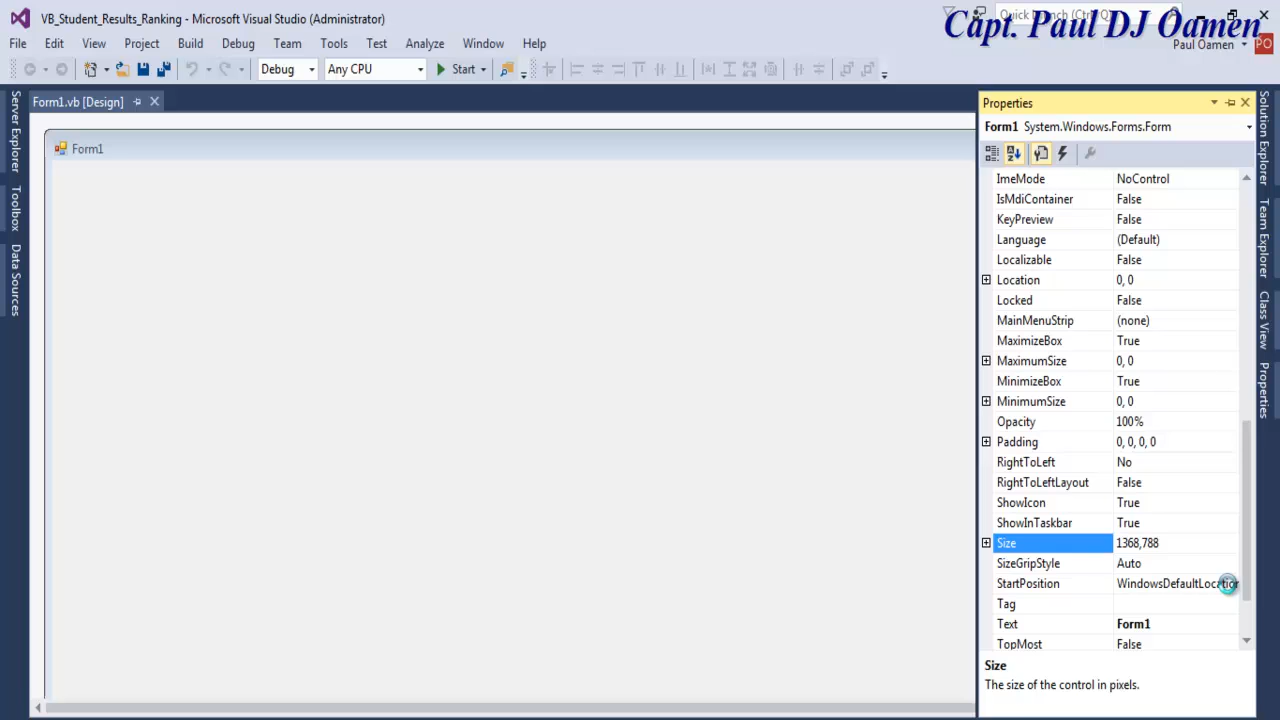 VB_Student_Results_Ranking - Microsoft Visual Studio (Administrator)
Quick Launch (Ctrl+Q)
Capt. Paul DJ Oamen
File Edit View Project Build Debug Team Tools Test Analyze Window Help
Paul Oamen PO
Debug Any CPU Start
Server Explorer
Toolbox
Data Sources
Form1.vb [Design]
Form1
Properties
Form1 System.Windows.Forms.Form
ImeMode NoControl
IsMdiContainer False
KeyPreview False
Language (Default)
Localizable False
Location 0, 0
Locked False
MainMenuStrip (none)
MaximizeBox True
MaximumSize 0, 0
MinimizeBox True
MinimumSize 0, 0
Opacity 100%
Padding 0, 0, 0, 0
RightToLeft No
RightToLeftLayout False
ShowIcon True
ShowInTaskbar True
Size 1368,788
SizeGripStyle Auto
StartPosition WindowsDefaultLocation
Tag
Text Form1
TopMost False
Size
The size of the control in pixels.
Solution Explorer
Team Explorer
Class View
Properties